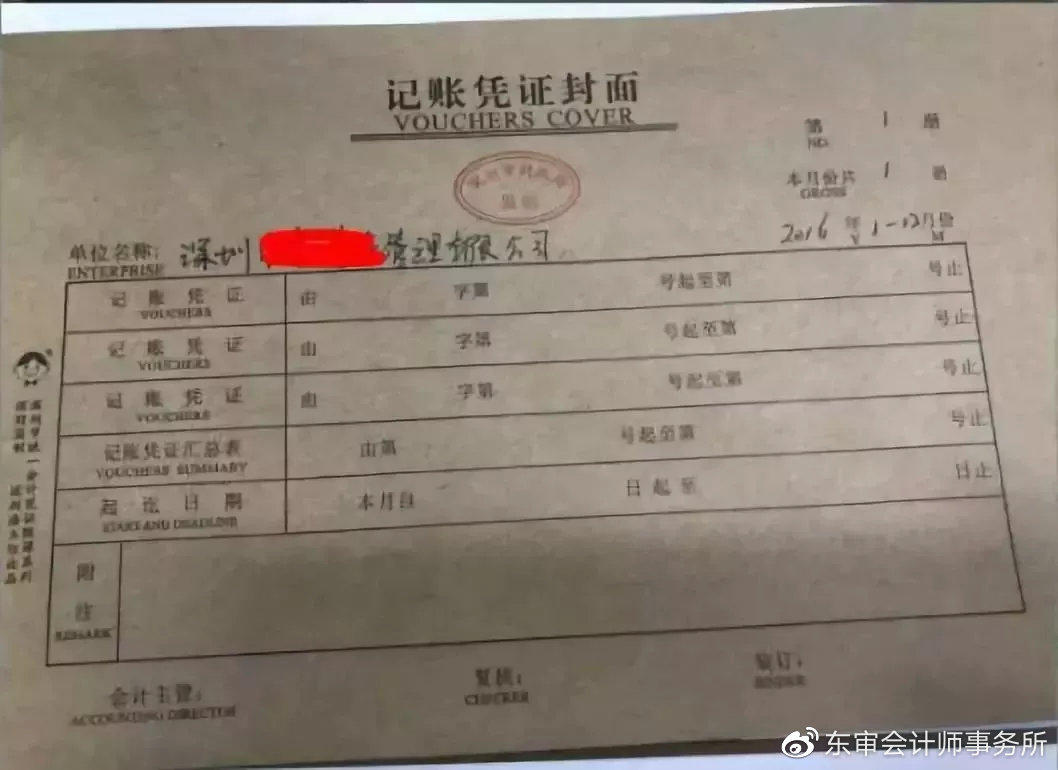 记账凭证封面
VOUCHERS COVER
第 1 册
NO.
本月份共 1 册
GROSS
2016 年 1-12月份
Y M
单位名称: 深圳 管理有限公司
ENTERPRISE
记账凭证 由 字第 号起至第 号止
VOUCHERS
记账凭证 由 字第 号起至第 号止
VOUCHERS
记账凭证 由 字第 号起至第 号止
VOUCHERS
记账凭证汇总表 由第 号起至第 号止
VOUCHERS SUMMARY
起讫日期 本月自 日起至 日止
START AND DEADLINE
附注
REMARK
会计主管:
ACCOUNTING DIRECTOR
复核:
CHECKER
装订:
BINDER
东审会计师事务所